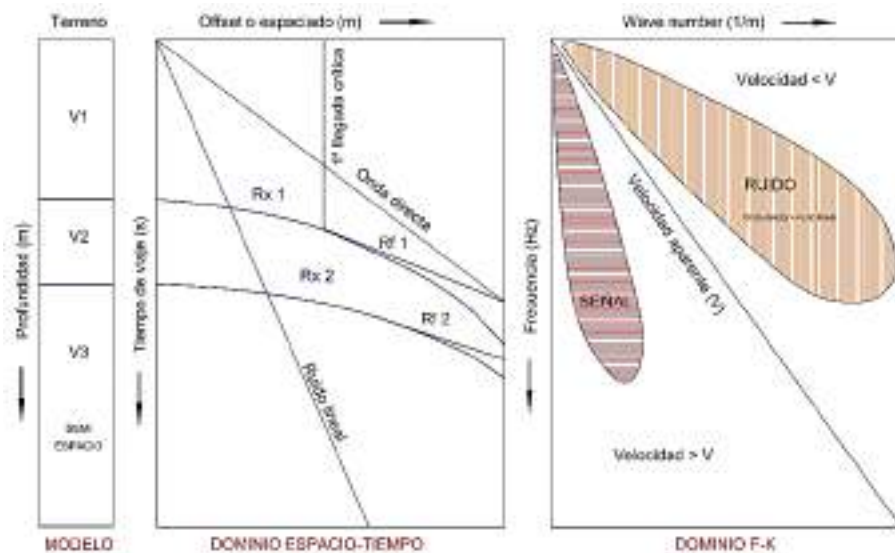 Terreno
Offset o espaciado (m)
Wave number (1/m)
V1
V2
V3
SEMI
ESPACIO
Profundidad (m)
Tiempo de viaje (s)
1ª llegada crítica
Onda directa
Rx 1
Rf 1
Rx 2
Rf 2
Ruido lineal
Frecuencia (Hz)
Velocidad < V
RUIDO
Velocidad aparente (V)
SEÑAL
Velocidad > V
MODELO
DOMINIO ESPACIO-TIEMPO
DOMINIO F-K